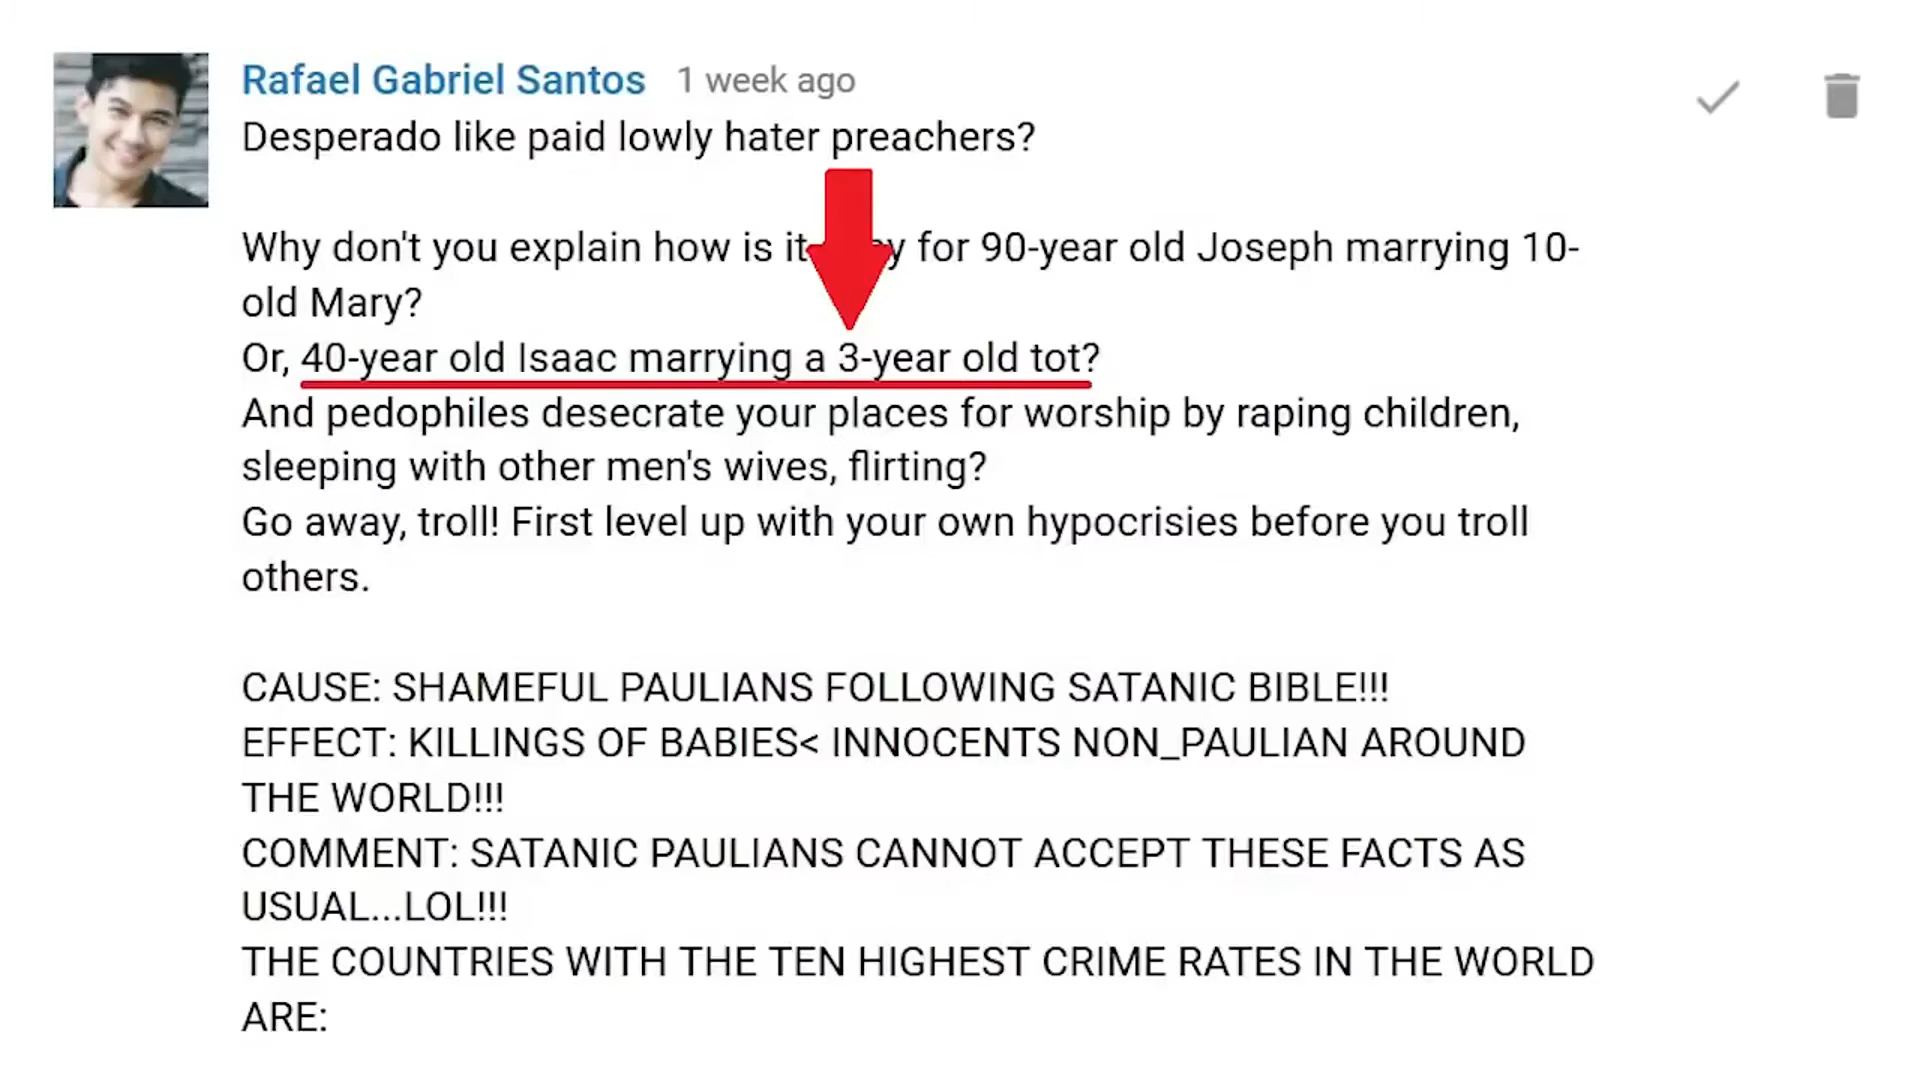 Rafael Gabriel Santos 1 week ago
Desperado like paid lowly hater preachers?
Why don't you explain how is it y for 90-year old Joseph marrying 10-
old Mary?
Or, 40-year old Isaac marrying a 3-year old tot?
And pedophiles desecrate your places for worship by raping children,
sleeping with other men's wives, flirting?
Go away, troll! First level up with your own hypocrisies before you troll
others.
CAUSE: SHAMEFUL PAULIANS FOLLOWING SATANIC BIBLE!!!
EFFECT: KILLINGS OF BABIES< INNOCENTS NON_PAULIAN AROUND
THE WORLD!!!
COMMENT: SATANIC PAULIANS CANNOT ACCEPT THESE FACTS AS
USUAL...LOL!!!
THE COUNTRIES WITH THE TEN HIGHEST CRIME RATES IN THE WORLD
ARE: